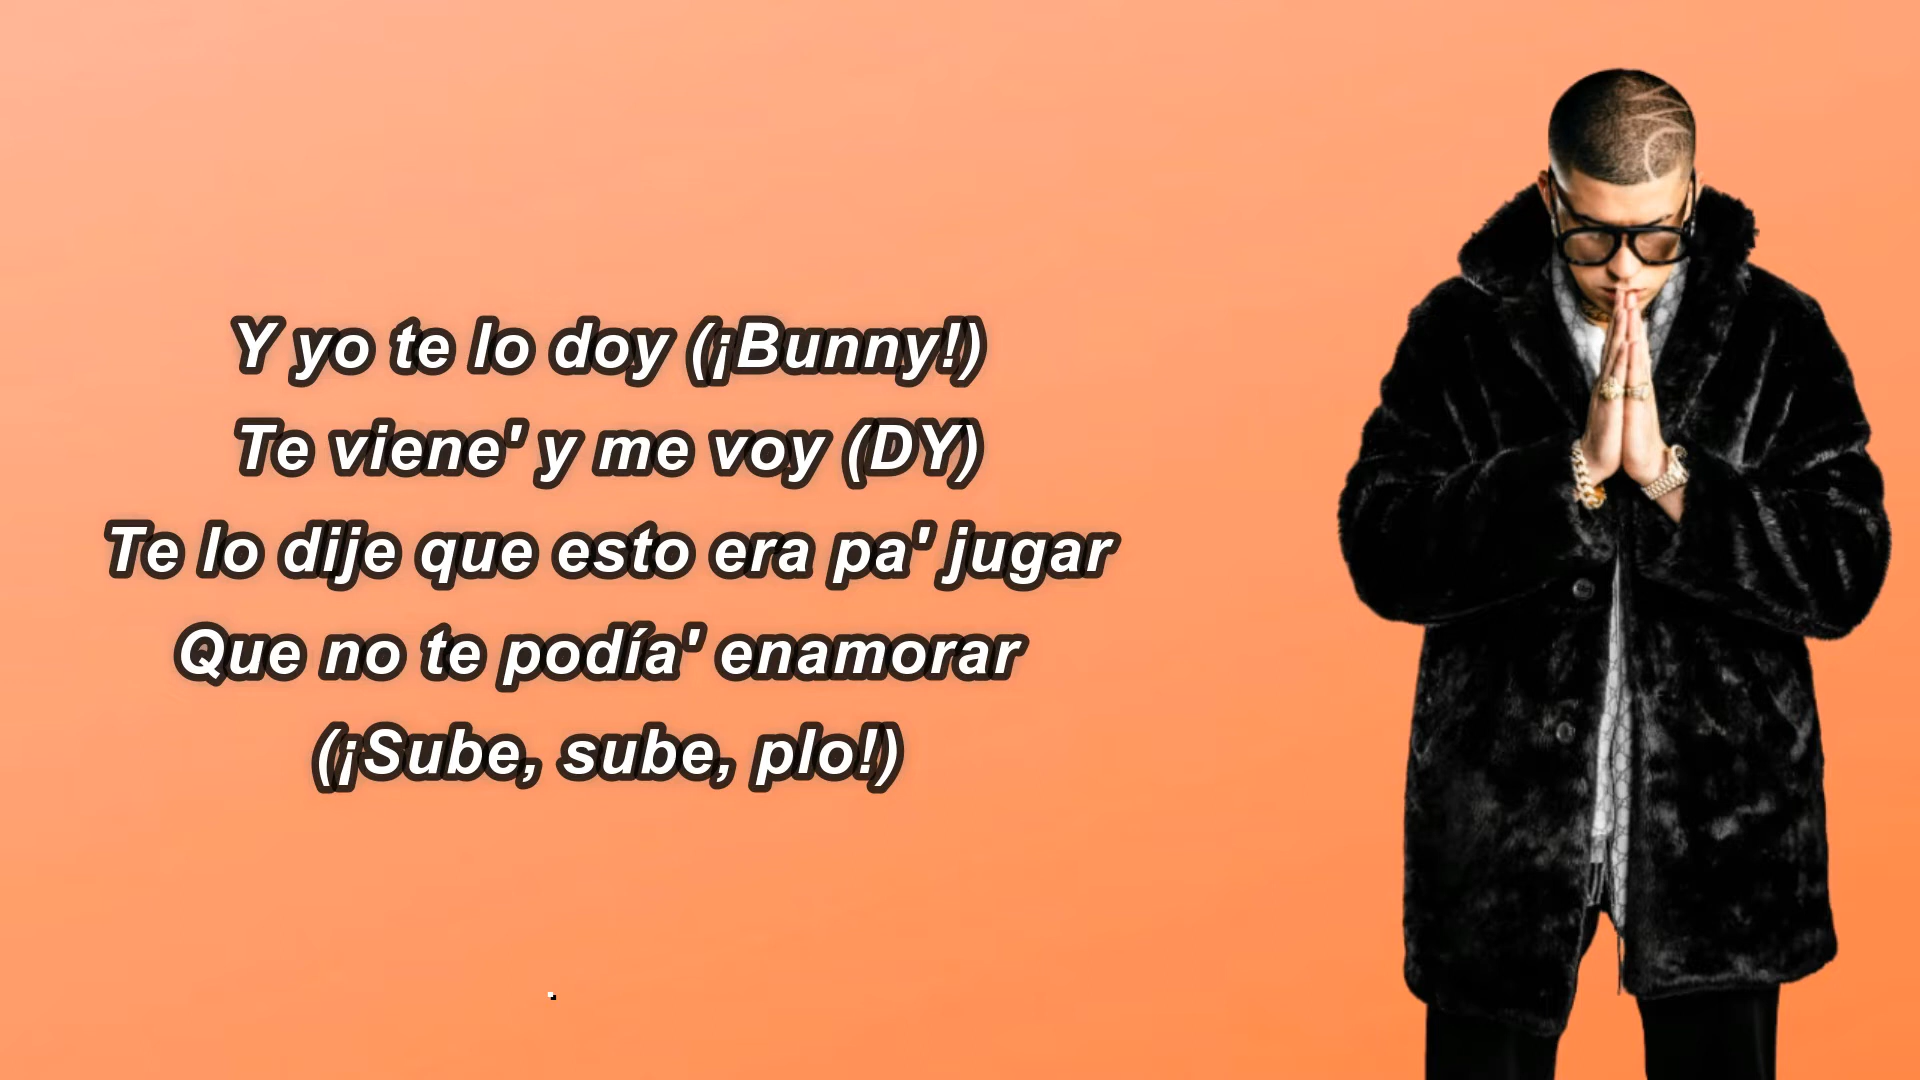 Y yo te lo doy (¡Bunny!)
Te viene' y me voy (DY)
Te lo dije que esto era pa' jugar
Que no te podía' enamorar
(¡Sube, sube, plo!)